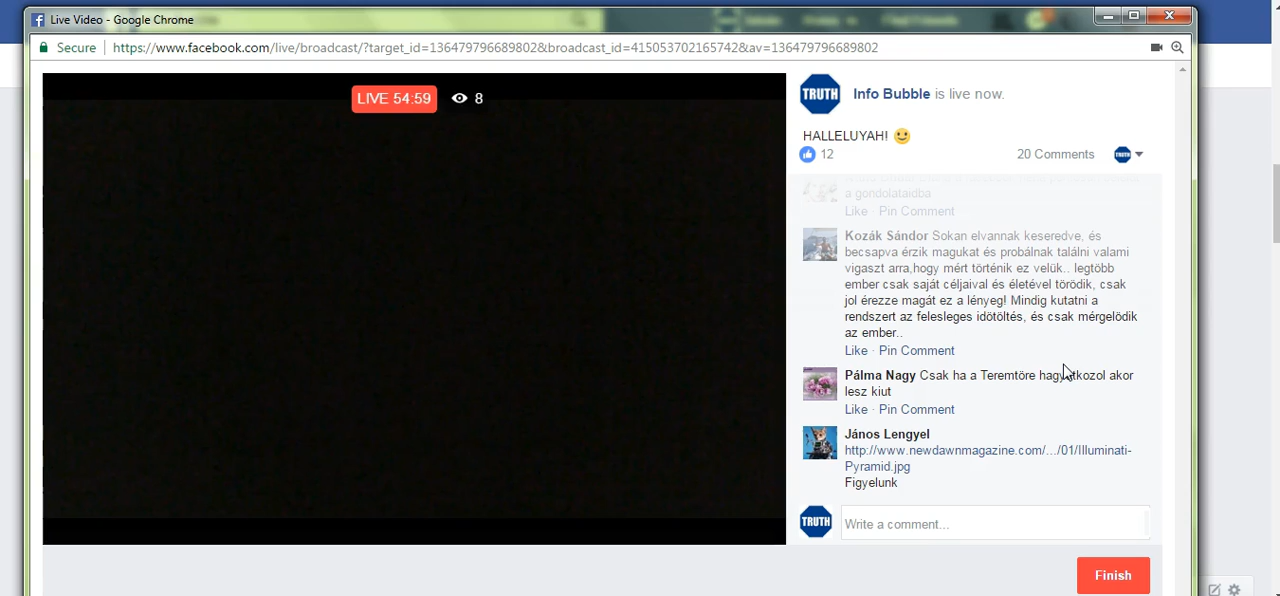 Live Video - Google Chrome
Secure
https://www.facebook.com/live/broadcast/?target_id=136479796689802&broadcast_id=415053702165742&av=136479796689802
LIVE 54:59 8
TRUTH Info Bubble is live now.
HALLELUYAH!
12 20 Comments TRUTH
a gondolataidba
Like · Pin Comment
Kozák Sándor Sokan elvannak keseredve, és
becsapva érzik magukat és probálnak találni valami
vigaszt arra,hogy mért történik ez velük.. legtöbb
ember csak saját céljaival és életével törödik, csak
jol érezze magát ez a lényeg! Mindig kutatni a
rendszert az felesleges idötöltés, és csak mérgelödik
az ember..
Like · Pin Comment
Pálma Nagy Csak ha a Teremtöre hagyatkozol akor
lesz kiut
Like · Pin Comment
János Lengyel
http://www.newdawnmagazine.com/.../01/Illuminati-
Pyramid.jpg
Figyelunk
TRUTH Write a comment...
Finish